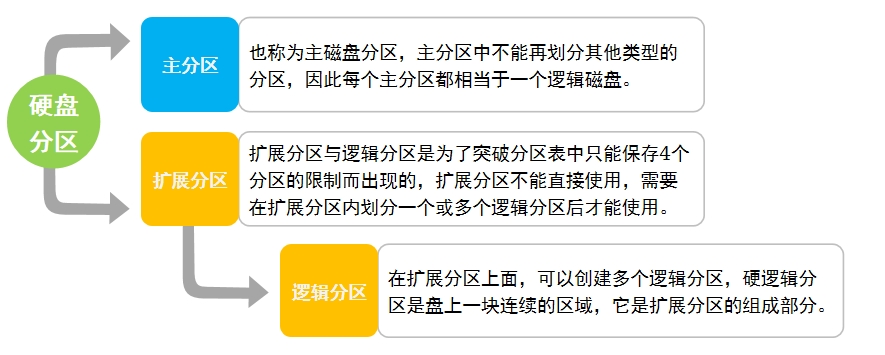 硬盘
分区
主分区
也称为主磁盘分区，主分区中不能再划分其他类型的
分区，因此每个主分区都相当于一个逻辑磁盘。
扩展分区
扩展分区与逻辑分区是为了突破分区表中只能保存4个
分区的限制而出现的，扩展分区不能直接使用，需要
在扩展分区内划分一个或多个逻辑分区后才能使用。
逻辑分区
在扩展分区上面，可以创建多个逻辑分区，硬逻辑分
区是盘上一块连续的区域，它是扩展分区的组成部分。